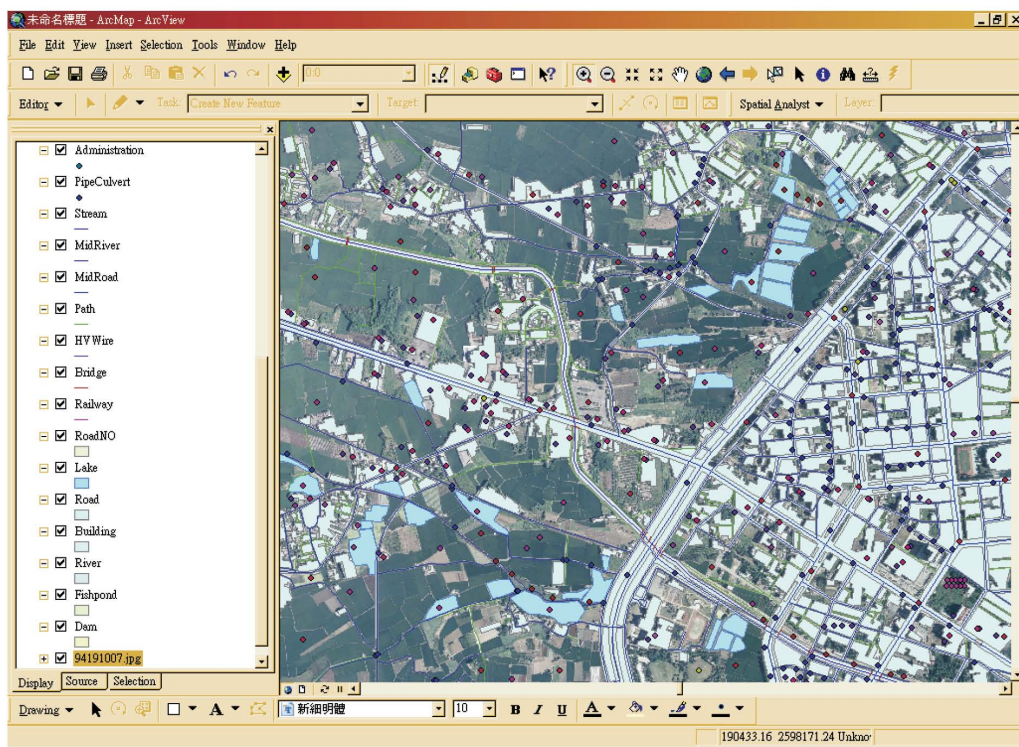 未命名標題 - ArcMap - ArcView
File Edit View Insert Selection Tools Window Help
0:0
Editor Task: Create New Feature Target: Spatial Analyst Layer:
Administration
PipeCulvert
Stream
MidRiver
MidRoad
Path
HVWire
Bridge
Railway
RoadNO
Lake
Road
Building
River
Fishpond
Dam
94191007.jpg
Display Source Selection
Drawing A 新細明體 10 B I U A
190433.16 2598171.24 Unkno